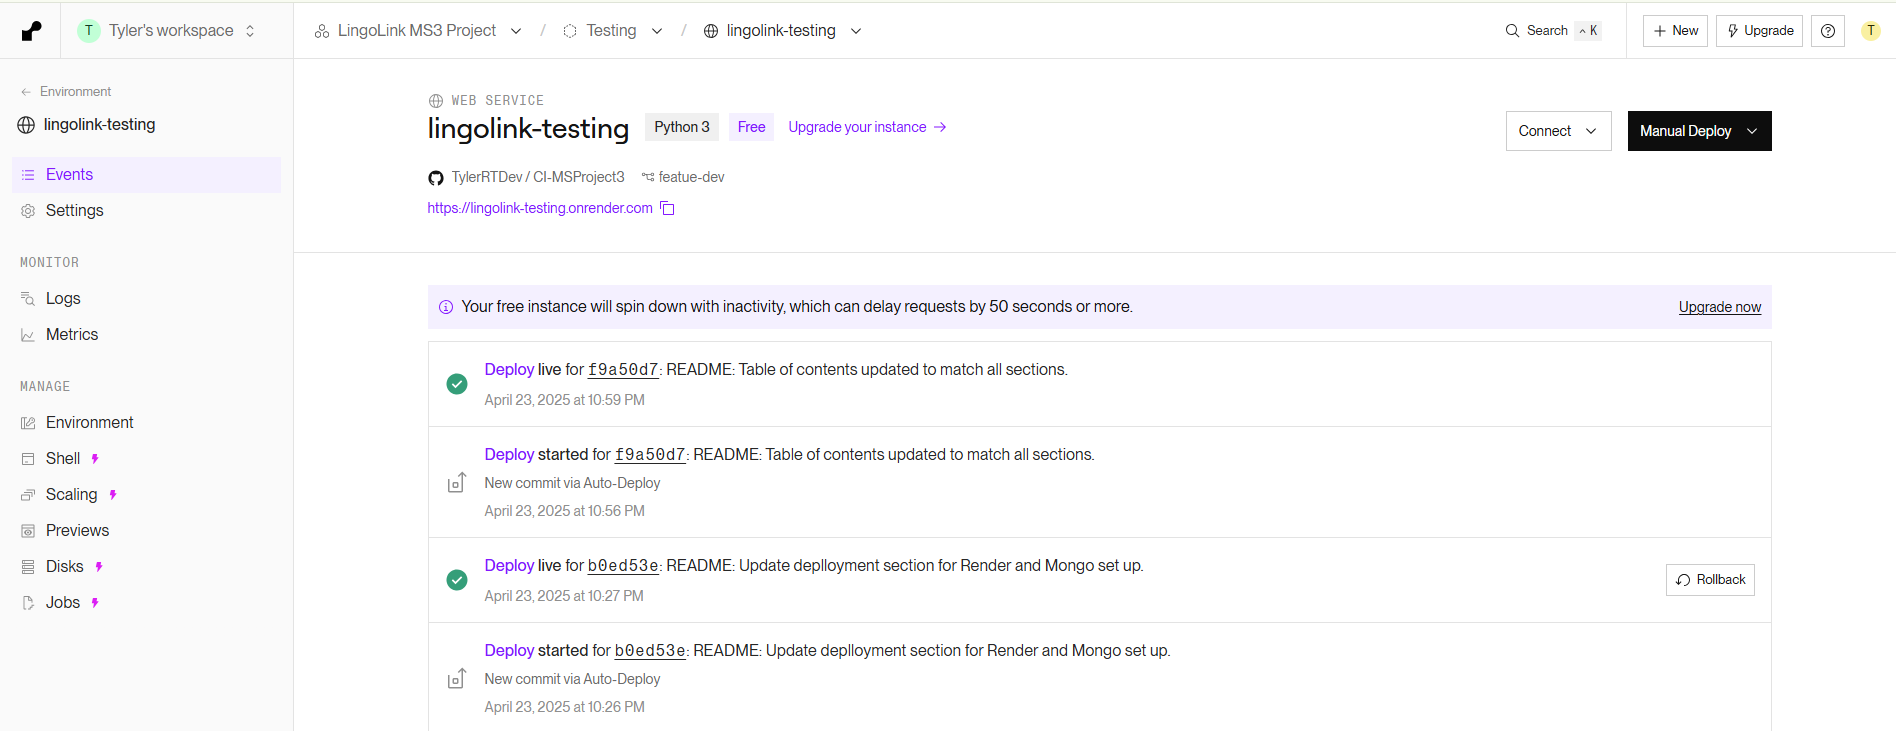 T Tyler's workspace
LingoLink MS3 Project / Testing / lingolink-testing
Search ^ K
+ New
Upgrade
T
Environment
lingolink-testing
Events
Settings
MONITOR
Logs
Metrics
MANAGE
Environment
Shell
Scaling
Previews
Disks
Jobs
WEB SERVICE
lingolink-testing Python 3 Free Upgrade your instance →
Connect
Manual Deploy
TylerRTDev / CI-MSProject3 featue-dev
https://lingolink-testing.onrender.com
Your free instance will spin down with inactivity, which can delay requests by 50 seconds or more. Upgrade now
Deploy live for f9a50d7: README: Table of contents updated to match all sections.
April 23, 2025 at 10:59 PM
Deploy started for f9a50d7: README: Table of contents updated to match all sections.
New commit via Auto-Deploy
April 23, 2025 at 10:56 PM
Deploy live for b0ed53e: README: Update deplloyment section for Render and Mongo set up.
April 23, 2025 at 10:27 PM
Rollback
Deploy started for b0ed53e: README: Update deplloyment section for Render and Mongo set up.
New commit via Auto-Deploy
April 23, 2025 at 10:26 PM